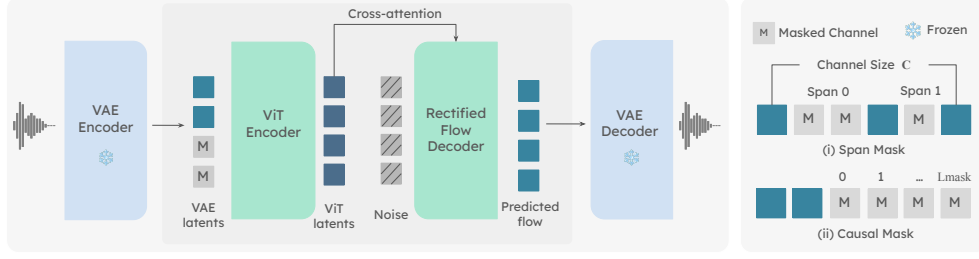 Cross-attention
VAE
Encoder
M
M
VAE
latents
ViT
Encoder
ViT
latents
Noise
Rectified
Flow
Decoder
Predicted
flow
VAE
Decoder
M Masked Channel
Frozen
Channel Size C
Span 0
Span 1
M M M
(i) Span Mask
0 1 ... Lmask
M M M M
(ii) Causal Mask